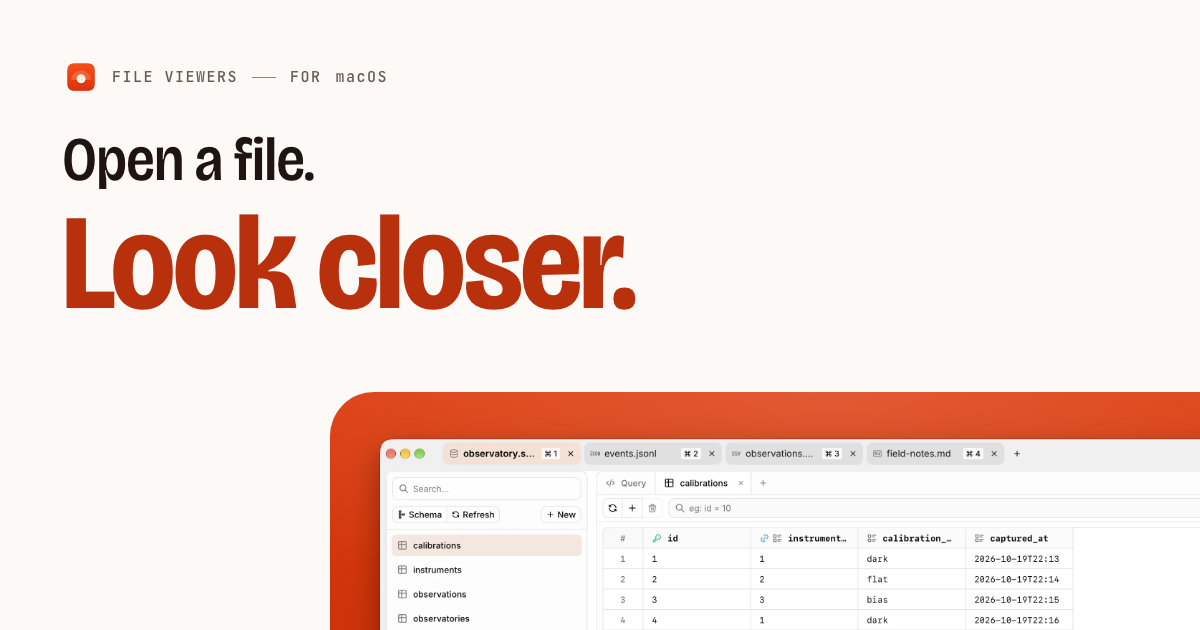 FILE VIEWERS — FOR macOS
Open a file.
Look closer.
observatory.s... ⌘1 × JSON events.jsonl ⌘2 × CSV observations.... ⌘3 × field-notes.md ⌘4 × +
Search...
Schema Refresh + New
calibrations
instruments
observations
observatories
Query calibrations × +
eg: id = 10
# id instrument… calibration_… captured_at
1 1 1 dark 2026-10-19T22:13
2 2 2 flat 2026-10-19T22:14
3 3 3 bias 2026-10-19T22:15
4 4 1 dark 2026-10-19T22:16